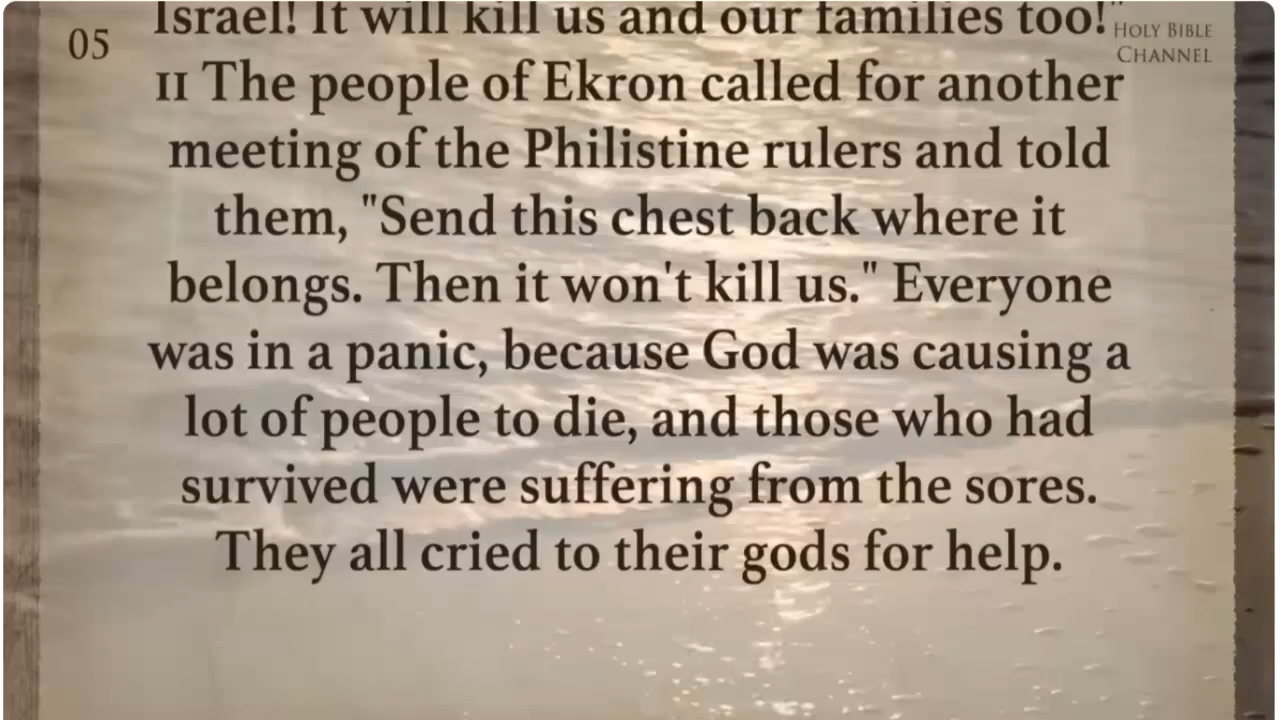 05
Israel! It will kill us and our families too!"
HOLY BIBLE
CHANNEL
11 The people of Ekron called for another
meeting of the Philistine rulers and told
them, "Send this chest back where it
belongs. Then it won't kill us." Everyone
was in a panic, because God was causing a
lot of people to die, and those who had
survived were suffering from the sores.
They all cried to their gods for help.